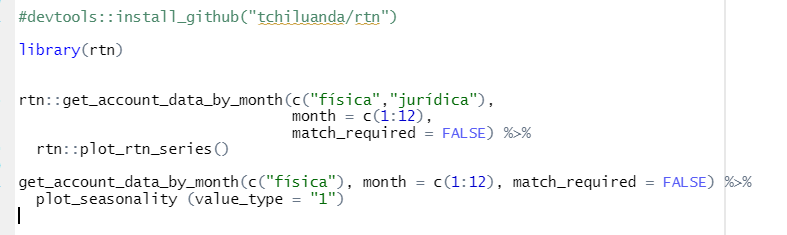 #devtools::install_github("tchiluanda/rtn")
library(rtn)
rtn::get_account_data_by_month(c("física","jurídica"),
month = c(1:12),
match_required = FALSE) %>%
rtn::plot_rtn_series()
get_account_data_by_month(c("física"), month = c(1:12), match_required = FALSE) %>%
plot_seasonality (value_type = "1")